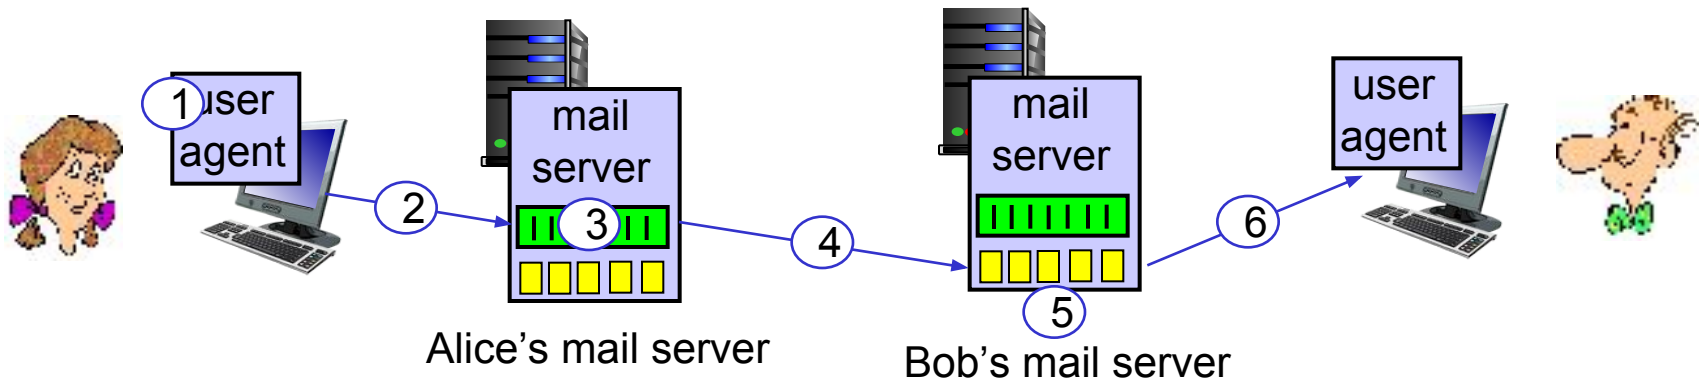 1
user
agent
2
mail
server
3
Alice’s mail server
4
mail
server
5
Bob’s mail server
6
user
agent